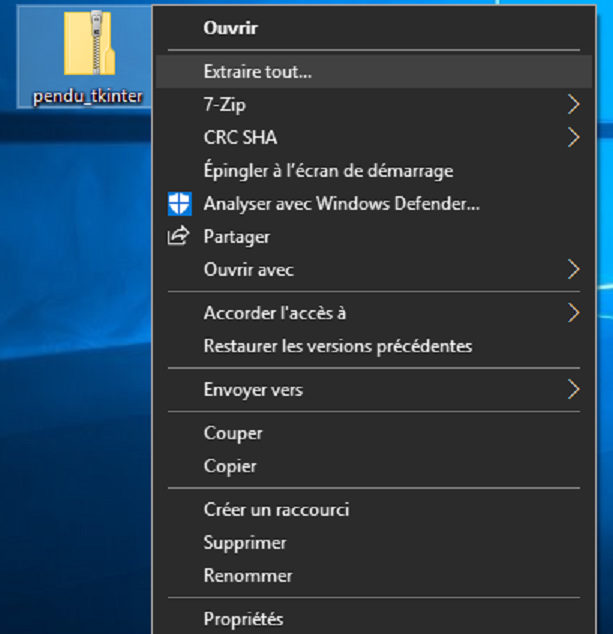 pendu_tkinter
Ouvrir
Extraire tout...
7-Zip
CRC SHA
Épingler à l'écran de démarrage
Analyser avec Windows Defender...
Partager
Ouvrir avec
Accorder l'accès à
Restaurer les versions précédentes
Envoyer vers
Couper
Copier
Créer un raccourci
Supprimer
Renommer
Propriétés